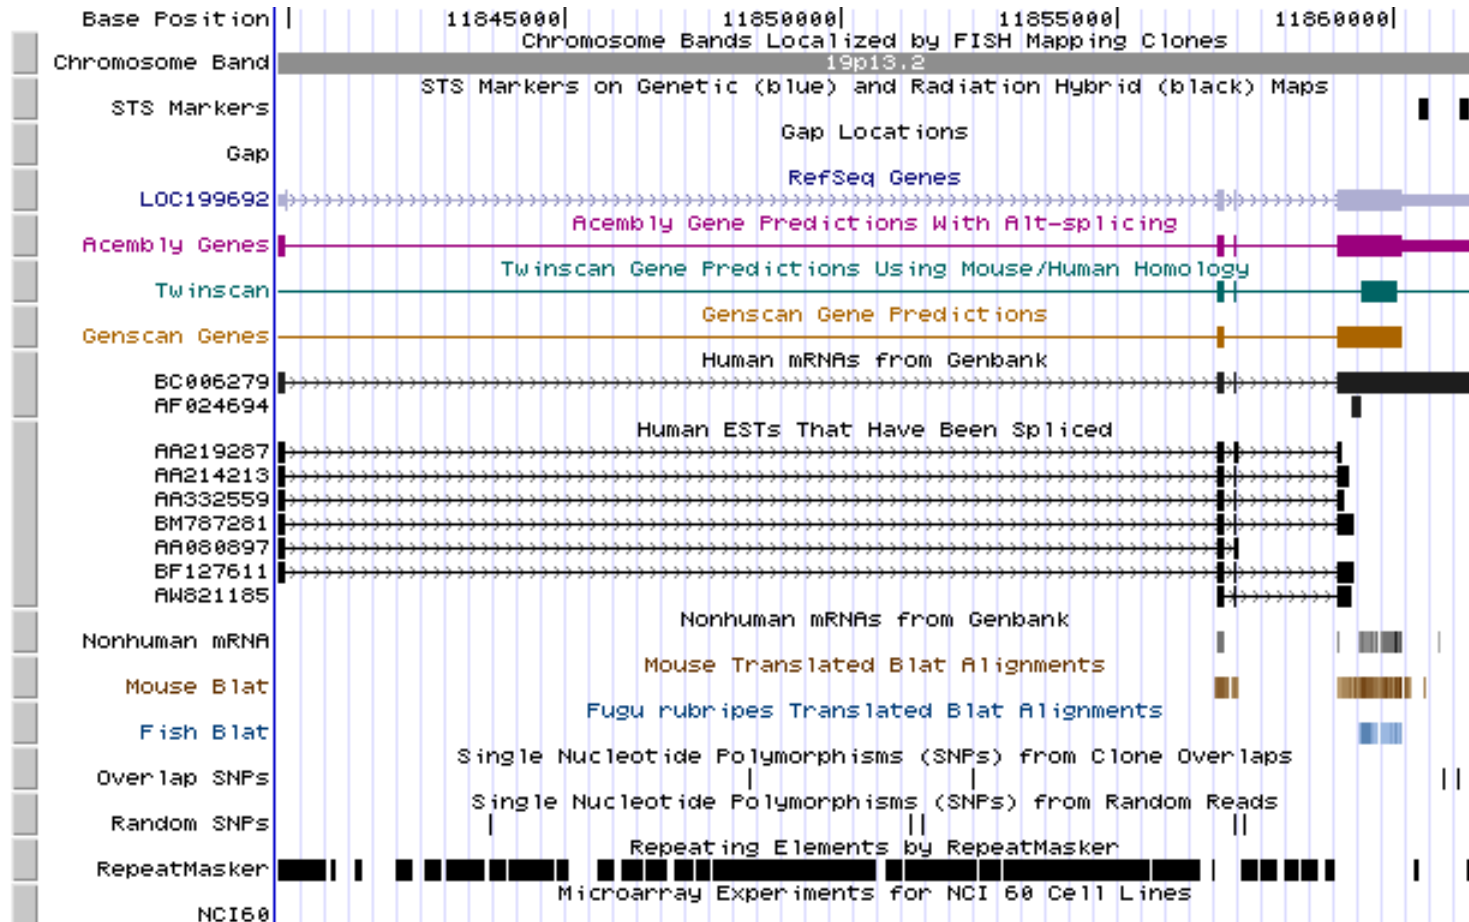 Base Position 11845000| 11850000| 11855000| 11860000|
Chromosome Bands Localized by FISH Mapping Clones
Chromosome Band 19p13.2
STS Markers on Genetic (blue) and Radiation Hybrid (black) Maps
STS Markers
Gap Locations
Gap
RefSeq Genes
LOC199692
Acembly Gene Predictions With Alt-splicing
Acembly Genes
Twinscan Gene Predictions Using Mouse/Human Homology
Twinscan
Genscan Gene Predictions
Genscan Genes
Human mRNAs from Genbank
BC006279
AF024694
Human ESTs That Have Been Spliced
AA219287
AA214213
AA332559
BM787281
AA080897
BF127611
AW821185
Nonhuman mRNAs from Genbank
Nonhuman mRNA
Mouse Translated Blat Alignments
Mouse Blat
Fugu rubripes Translated Blat Alignments
Fish Blat
Single Nucleotide Polymorphisms (SNPs) from Clone Overlaps
Overlap SNPs
Single Nucleotide Polymorphisms (SNPs) from Random Reads
Random SNPs
Repeating Elements by RepeatMasker
RepeatMasker
Microarray Experiments for NCI 60 Cell Lines
NCI60